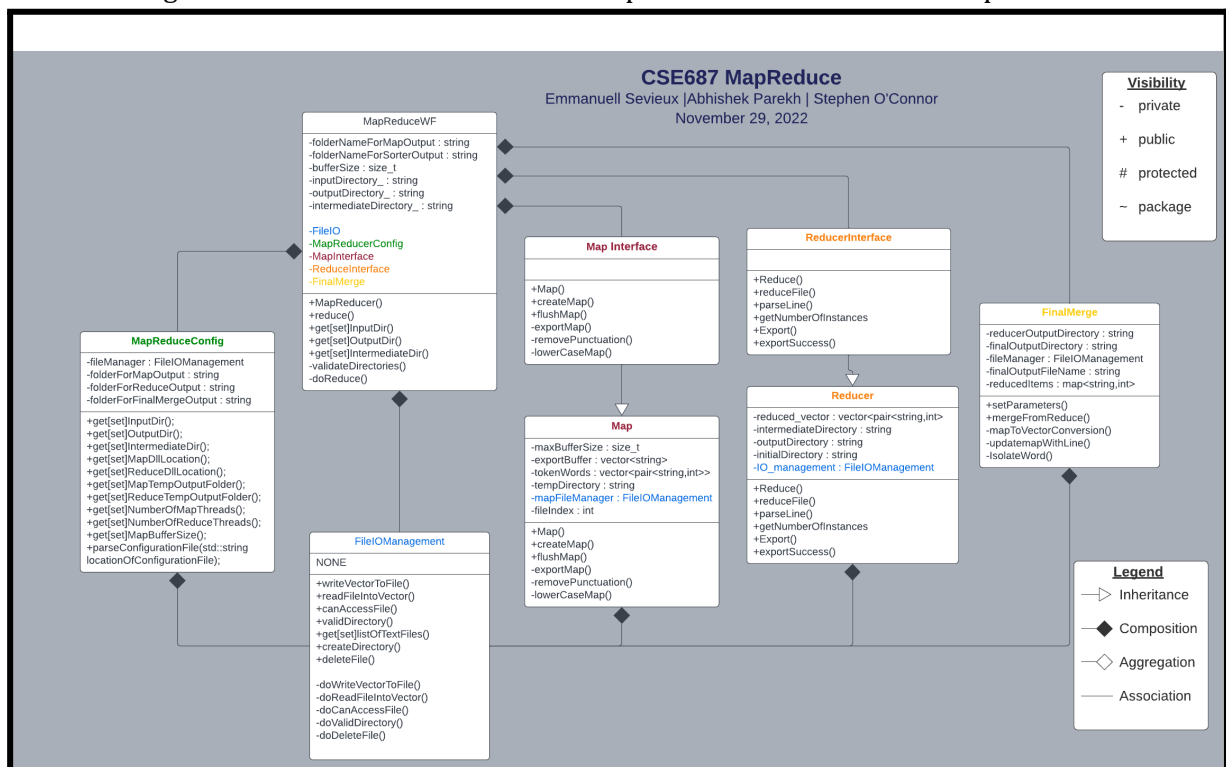 CSE687 MapReduce
Emmanuell Sevieux |Abhishek Parekh | Stephen O'Connor
November 29, 2022
Visibility
- private
+ public
# protected
~ package
MapReduceWF
-folderNameForMapOutput : string
-folderNameForSorterOutput : string
-bufferSize : size_t
-inputDirectory_ : string
-outputDirectory_ : string
-intermediateDirectory_ : string
-FileIO
-MapReducerConfig
-MapInterface
-ReduceInterface
-FinalMerge
+MapReducer()
+reduce()
+get[set]InputDir()
+get[set]OutputDir()
+get[set]IntermediateDir()
-validateDirectories()
-doReduce()
Map Interface
+Map()
+createMap()
+flushMap()
-exportMap()
-removePunctuation()
-lowerCaseMap()
ReducerInterface
+Reduce()
+reduceFile()
+parseLine()
+getNumberOfInstances
+Export()
+exportSuccess()
FinalMerge
-reducerOutputDirectory : string
-finalOutputDirectory : string
-fileManager : FileIOManagement
-finalOutputFileName : string
-reducedItems : map<string,int>
+setParameters()
+mergeFromReduce()
-mapToVectorConversion()
-updatemapWithLine()
-IsolateWord()
MapReduceConfig
-fileManager : FileIOManagement
-folderForMapOutput : string
-folderForReduceOutput : string
-folderForFinalMergeOutput : string
+get[set]InputDir();
+get[set]OutputDir();
+get[set]IntermediateDir();
+get[set]MapDllLocation();
+get[set]ReduceDllLocation();
+get[set]MapTempOutputFolder();
+get[set]ReduceTempOutputFolder();
+get[set]NumberOfMapThreads();
+get[set]NumberOfReduceThreads();
+get[set]MapBufferSize();
+parseConfigurationFile(std::string
locationOfConfigurationFile);
Map
-maxBufferSize : size_t
-exportBuffer : vector<string>
-tokenWords : vector<pair<string,int>>
-tempDirectory : string
-mapFileManager : FileIOManagement
-fileIndex : int
+Map()
+createMap()
+flushMap()
-exportMap()
-removePunctuation()
-lowerCaseMap()
Reducer
-reduced_vector : vector<pair<string,int>
-intermediateDirectory : string
-outputDirectory : string
-initialDirectory : string
-IO_management : FileIOManagement
+Reduce()
+reduceFile()
+parseLine()
+getNumberOfInstances
+Export()
+exportSuccess()
FileIOManagement
NONE
+writeVectorToFile()
+readFileIntoVector()
+canAccessFile()
+validDirectory()
+get[set]listOfTextFiles()
+createDirectory()
+deleteFile()
-doWriteVectorToFile()
-doReadFileIntoVector()
-doCanAccessFile()
-doValidDirectory()
-doDeleteFile()
Legend
Inheritance
Composition
Aggregation
Association